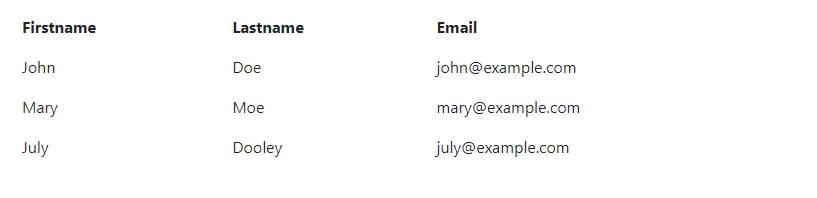 Firstname Lastname Email
John Doe john@example.com
Mary Moe mary@example.com
July Dooley july@example.com